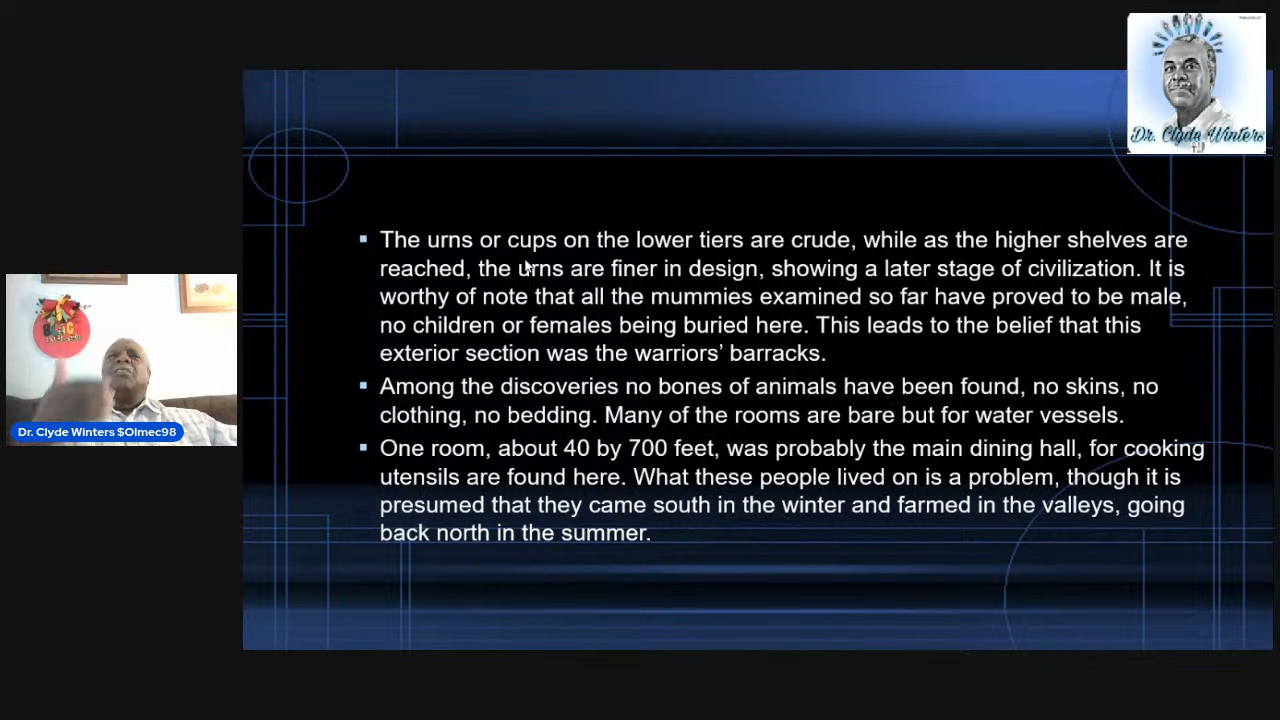 Dr. Clyde Winters
▪ The urns or cups on the lower tiers are crude, while as the higher shelves are
reached, the urns are finer in design, showing a later stage of civilization. It is
worthy of note that all the mummies examined so far have proved to be male,
no children or females being buried here. This leads to the belief that this
exterior section was the warriors’ barracks.
▪ Among the discoveries no bones of animals have been found, no skins, no
clothing, no bedding. Many of the rooms are bare but for water vessels.
▪ One room, about 40 by 700 feet, was probably the main dining hall, for cooking
utensils are found here. What these people lived on is a problem, though it is
presumed that they came south in the winter and farmed in the valleys, going
back north in the summer.
Dr. Clyde Winters $Olmec98